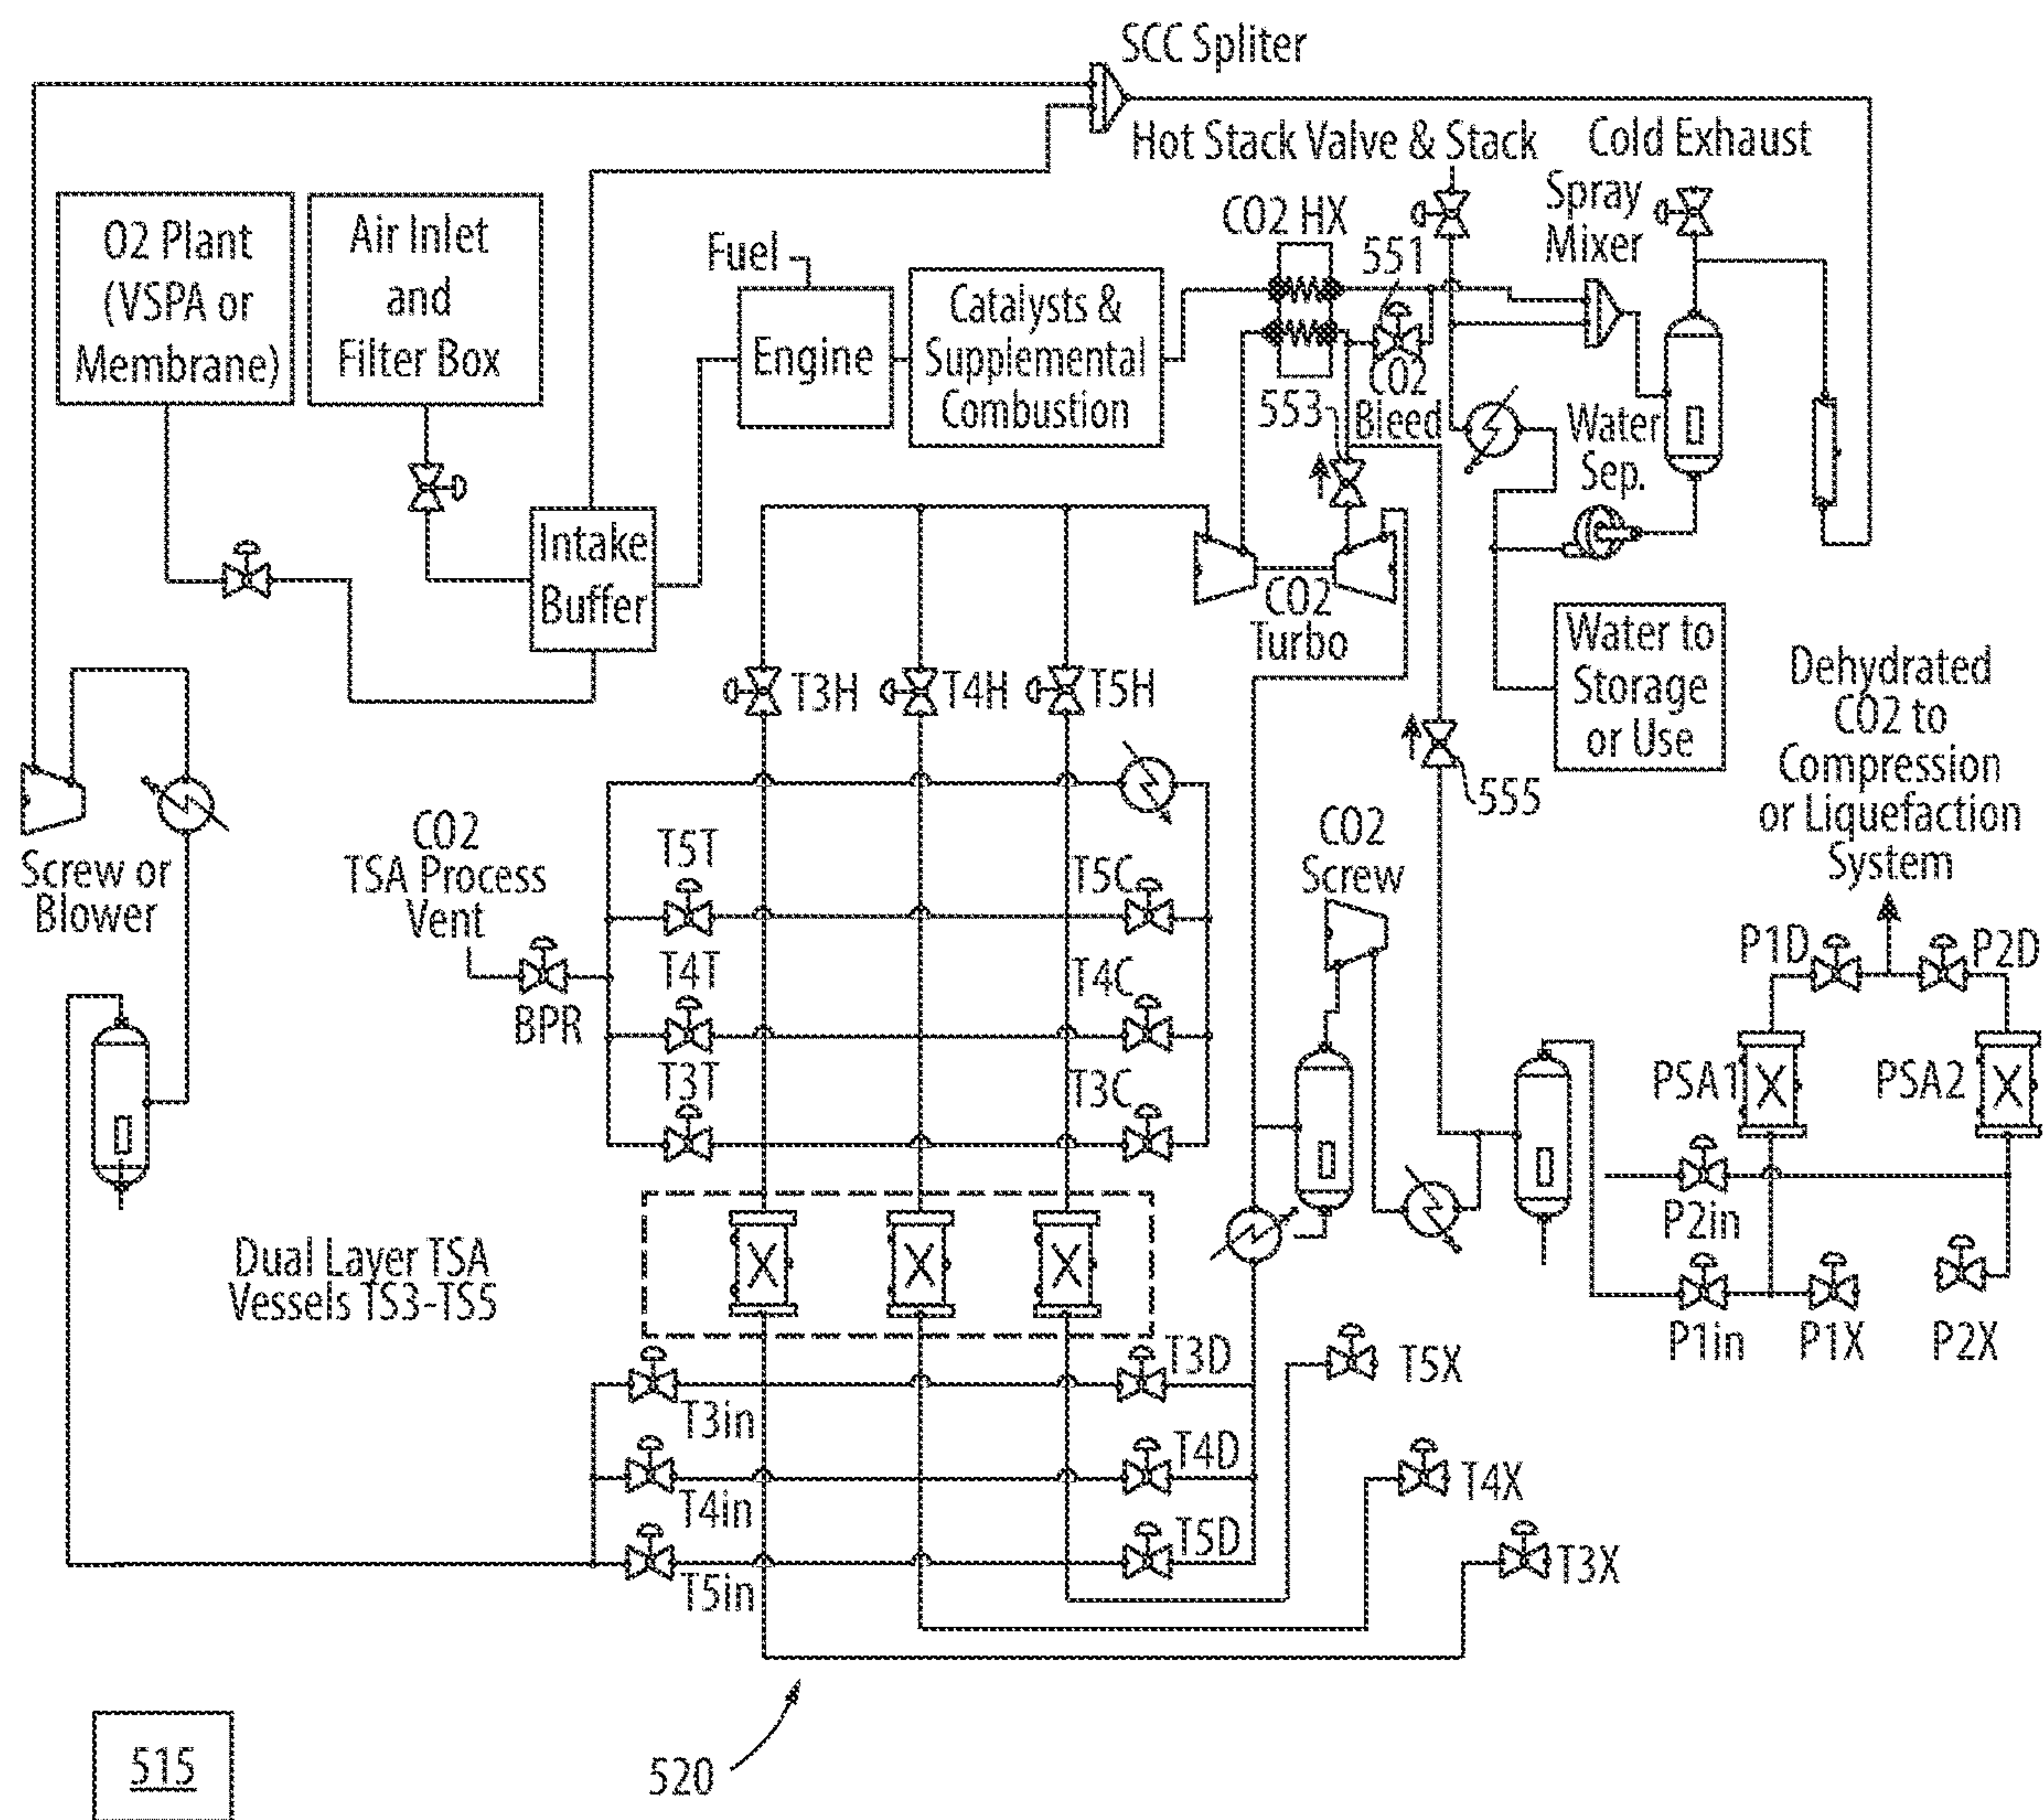 SCC Spliter
Hot Stack Valve & Stack
Cold Exhaust
O2 Plant
(VSPA or
Membrane)
Air Inlet
and
Filter Box
Fuel
Engine
Catalysts &
Supplemental
Combustion
CO2 HX
551
Spray
Mixer
CO2
Bleed
553
Water
Sep.
Intake
Buffer
CO2
Turbo
Water to
Storage
or Use
Dehydrated
CO2 to
Compression
or Liquefaction
System
T3H
T4H
T5H
555
Screw or
Blower
CO2
TSA Process
Vent
BPR
T5T
T5C
T4T
T4C
T3T
T3C
CO2
Screw
P1D
P2D
PSA1
PSA2
P2in
P1in
P1X
P2X
Dual Layer TSA
Vessels TS3-TS5
T3D
T3in
T5X
T4D
T4in
T4X
T5D
T5in
T3X
520
515